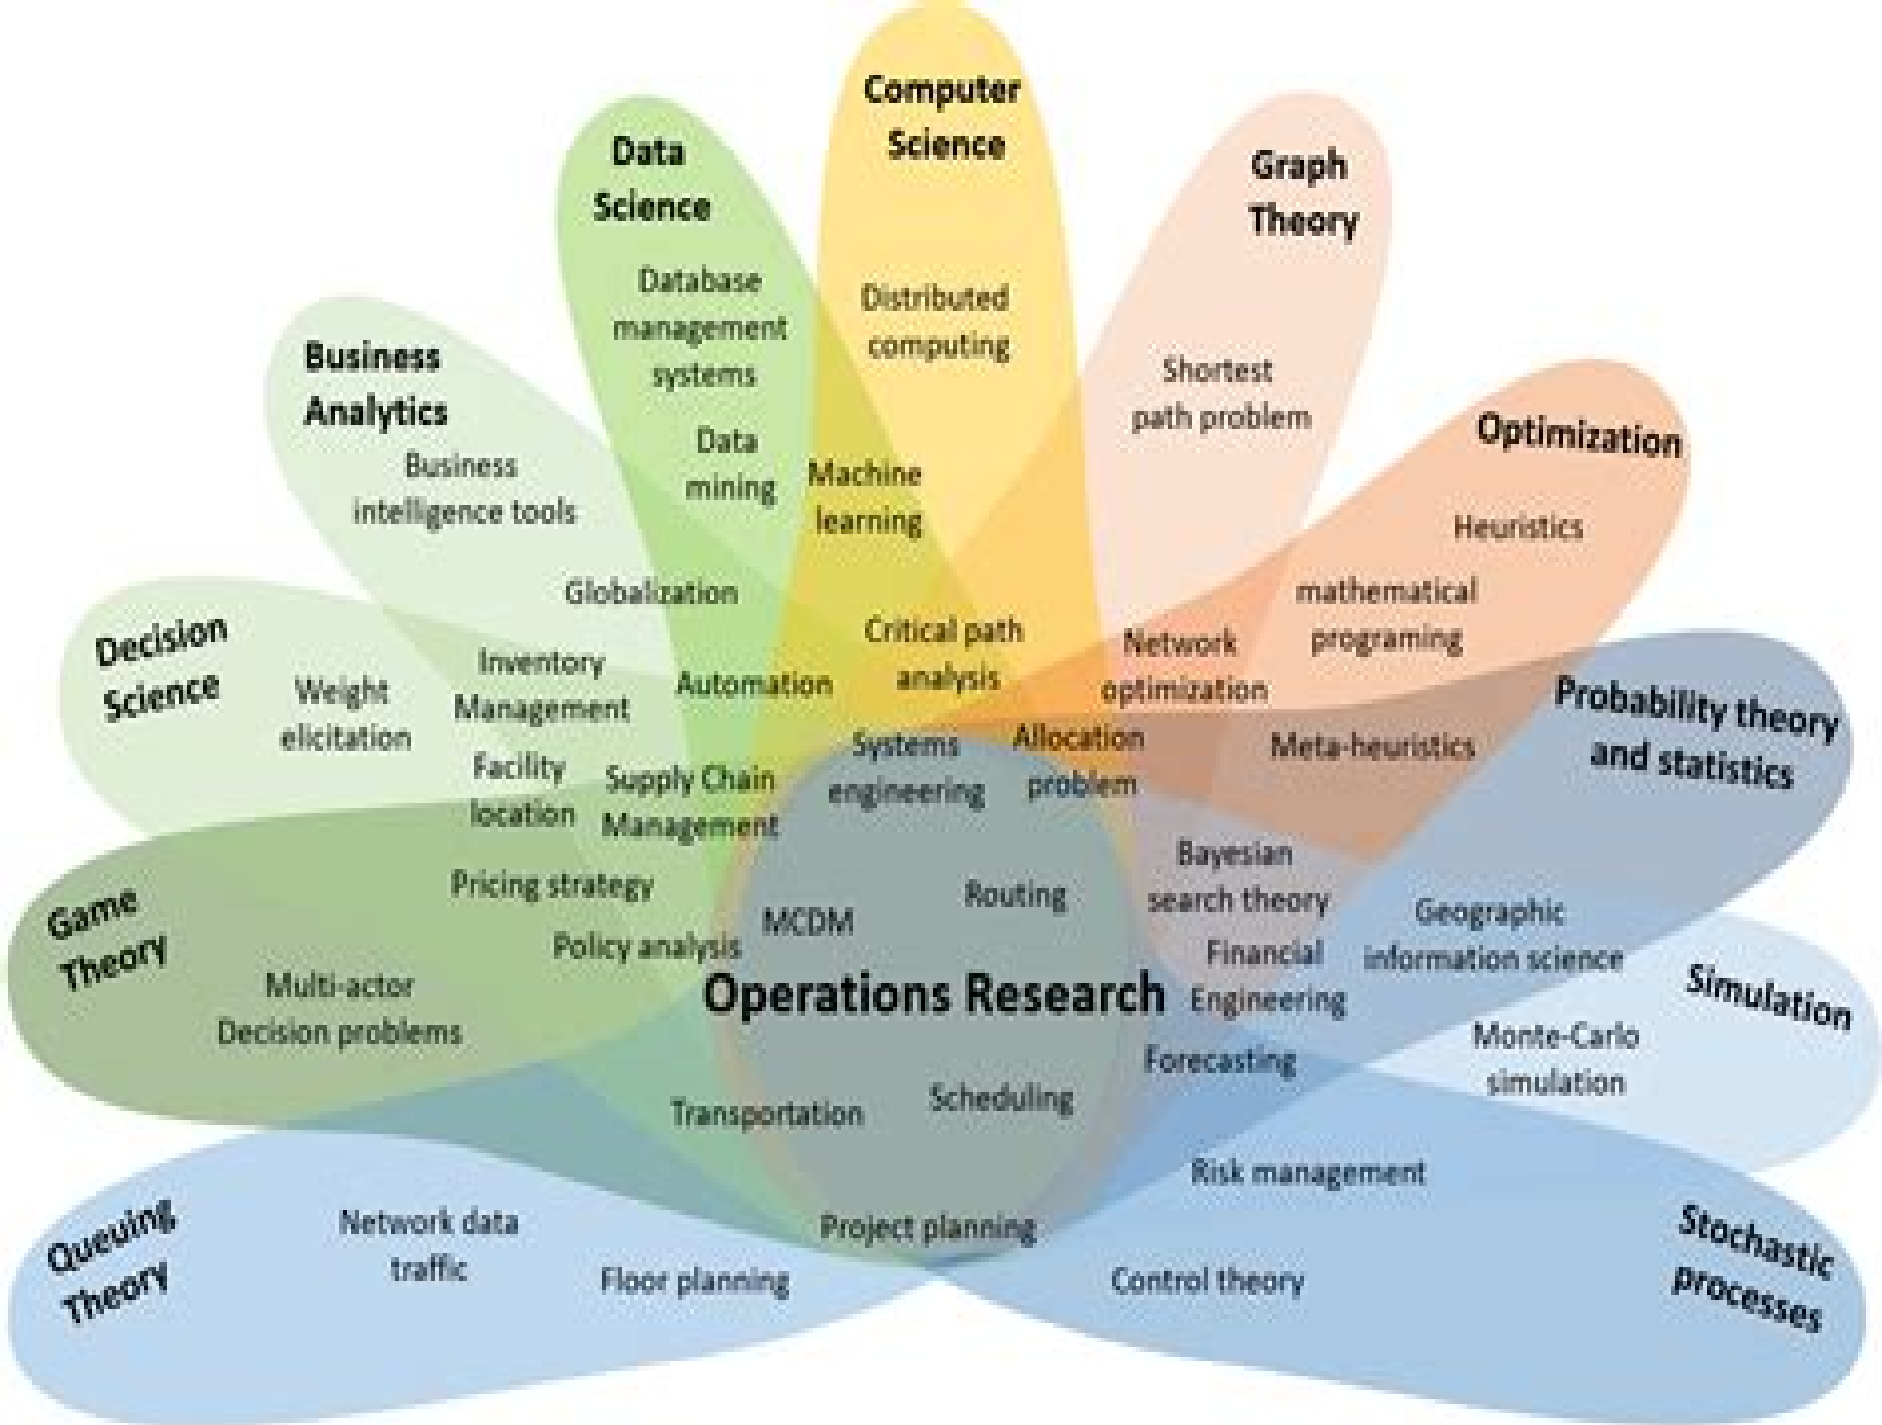 Computer
Science
Data
Science
Graph
Theory
Database
management
systems
Distributed
computing
Business
Analytics
Shortest
path problem
Optimization
Data
mining
Machine
learning
Business
intelligence tools
Heuristics
Globalization
mathematical
programing
Decision
Science
Critical path
analysis
Network
optimization
Inventory
Management
Weight
elicitation
Automation
Probability theory
and statistics
Systems
engineering
Allocation
problem
Meta-heuristics
Facility
location
Supply Chain
Management
Bayesian
search theory
Pricing strategy
Routing
MCDM
Geographic
information science
Game
Theory
Policy analysis
Financial
Engineering
Operations Research
Simulation
Multi-actor
Decision problems
Monte-Carlo
simulation
Forecasting
Transportation
Scheduling
Risk management
Queuing
Theory
Network data
traffic
Project planning
Stochastic
processes
Floor planning
Control theory